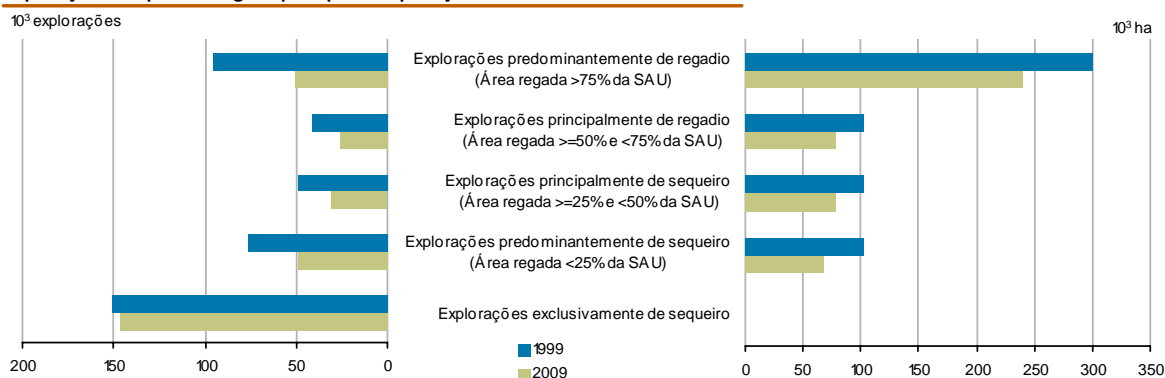 10³ explorações
10³ ha
Explorações predominantemente de regadio
(Área regada >75% da SAU)
Explorações principalmente de regadio
(Área regada >=50% e <75% da SAU)
Explorações principalmente de sequeiro
(Área regada >=25% e <50% da SAU)
Explorações predominantemente de sequeiro
(Área regada <25% da SAU)
Explorações exclusivamente de sequeiro
200 150 100 50 0
1999
2009
0 50 100 150 200 250 300 350